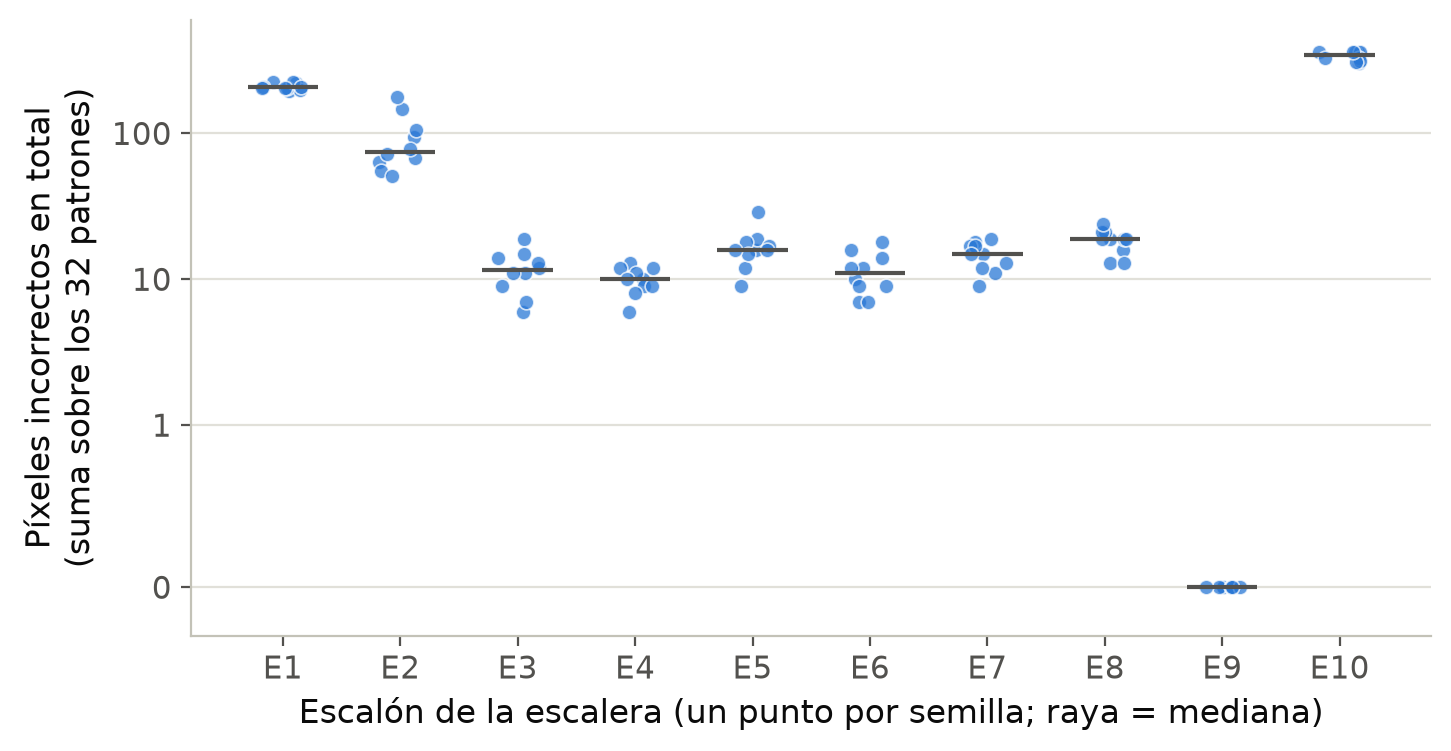 Píxeles incorrectos en total
(suma sobre los 32 patrones)
100
10
1
0
E1 E2 E3 E4 E5 E6 E7 E8 E9 E10
Escalón de la escalera (un punto por semilla; raya = mediana)